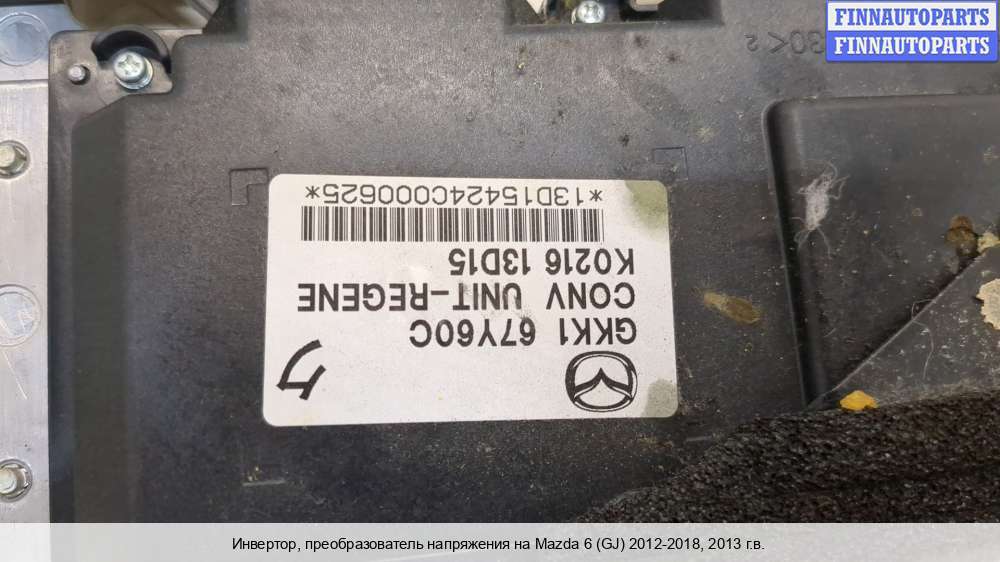 FINNAUTOPARTS
FINNAUTOPARTS
GKK1 67Y60C
CONV UNIT-REGENE
K0216 13D15
*13D15424C000625*
Инвертор, преобразователь напряжения на Mazda 6 (GJ) 2012-2018, 2013 г.в.